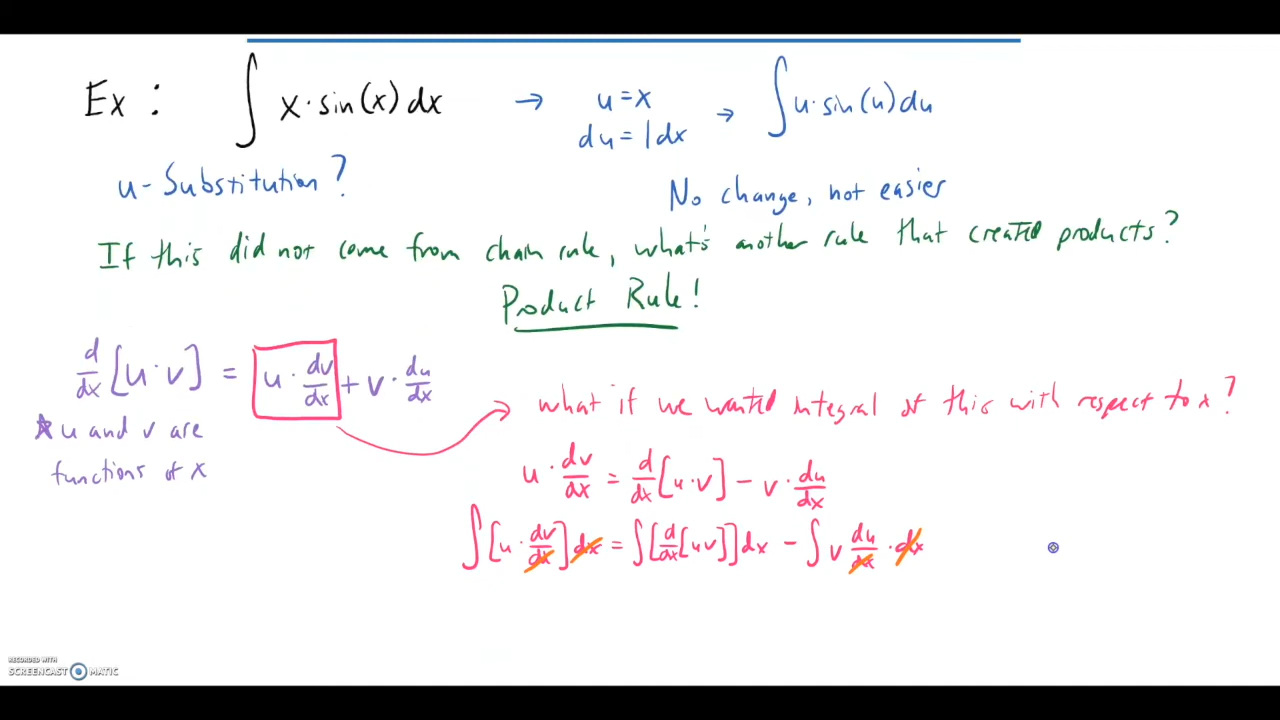 Ex : ∫ x · sin(x) dx → u = x → ∫ u · sin(u) du
du = 1dx
u - Substitution?
No change, not easier
If this did not come from chain rule, what's another rule that created products?
Product Rule!
d/dx [u · v] = u · dv/dx + v · du/dx
* u and v are
functions of x
what if we wanted integral of this with respect to x?
u · dv/dx = d/dx [u · v] - v · du/dx
∫ [u · dv/dx] dx = ∫ [d/dx [uv]] dx - ∫ v du/dx · dx
RECORDED WITH
SCREENCAST MATIC